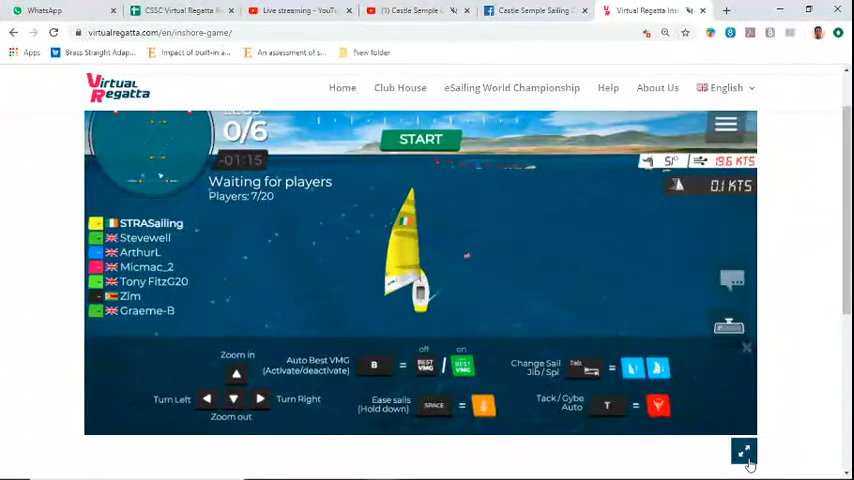 WhatsApp
CSSC Virtual Regatta R
Live streaming - YouTu
(1) Castle Semple C
Castle Semple Sailing C
Virtual Regatta Ins
virtualregatta.com/en/inshore-game/
Apps
Brass Straight Adap...
Impact of built-in a...
An assessment of s...
New folder
Virtual Regatta
Home
Club House
eSailing World Championship
Help
About Us
English
0/6
START
-01:15
51°
19.6 KTS
Waiting for players
Players: 7/20
0.1 KTS
STRASailing
Stevewell
ArthurL
Micmac_2
Tony FitzG20
Zim
Graeme-B
Zoom in
Turn Left
Turn Right
Zoom out
Auto Best VMG
(Activate/deactivate)
B
=
off
BEST VMG
/
on
BEST VMG
Ease sails
(Hold down)
SPACE
=
Change Sail
Jib / Spi
Tab
=
Tack / Gybe
Auto
T
=